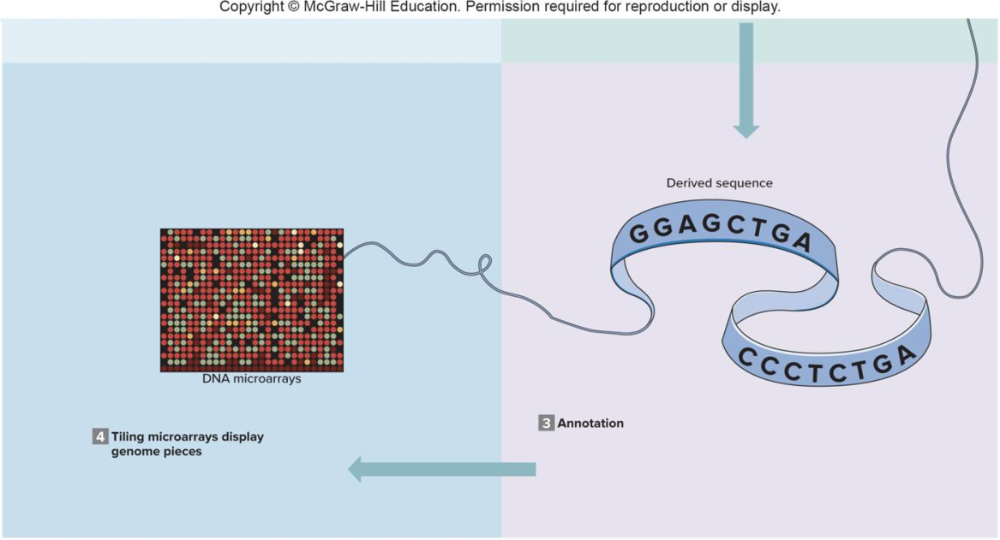 Copyright © McGraw-Hill Education. Permission required for reproduction or display.
Derived sequence
GGAGCTGA
CCCTCTGA
DNA microarrays
3 Annotation
4 Tiling microarrays display
genome pieces